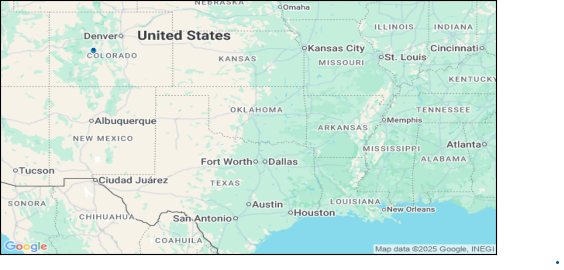 NEBRASKA
Omaha
Denver
United States
ILLINOIS
INDIANA
Kansas City
Cincinnati
COLORADO
St. Louis
KANSAS
MISSOURI
KENTUCKY
OKLAHOMA
TENNESSEE
Albuquerque
Memphis
ARKANSAS
NEW MEXICO
Atlanta
MISSISSIPPI
ALABAMA
Fort Worth
Dallas
Tucson
Ciudad Juárez
TEXAS
LOUISIANA
SONORA
Austin
New Orleans
Houston
CHIHUAHUA
San Antonio
COAHUILA
Google
Map data ©2025 Google, INEGI